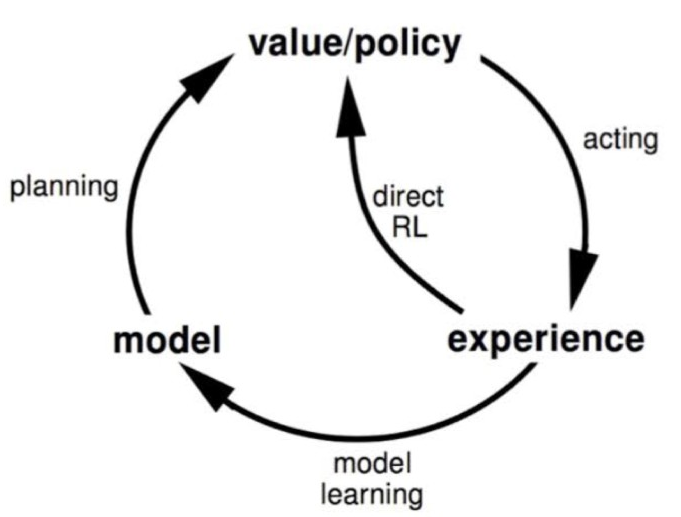 value/policy
acting
planning
direct
RL
model
experience
model
learning